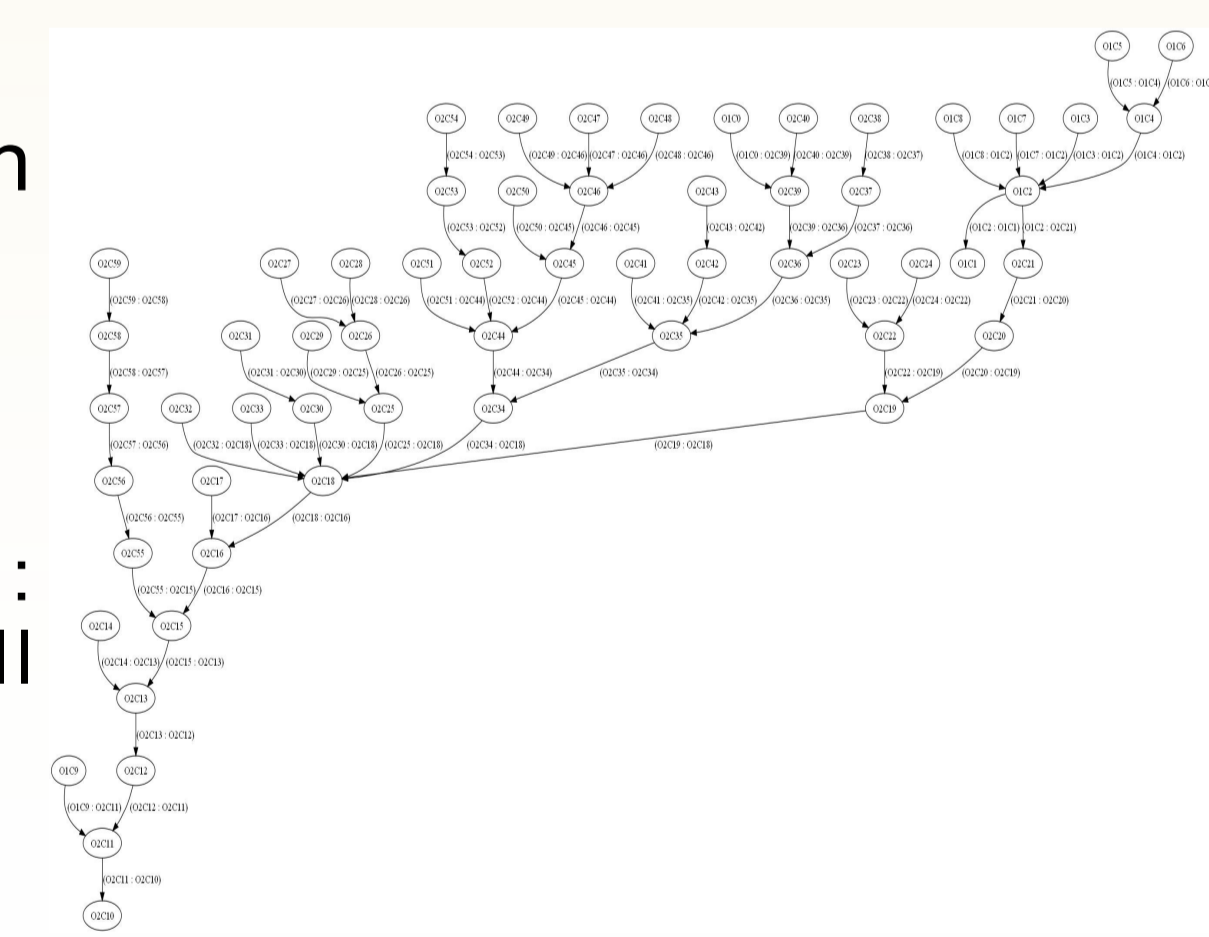 O1C5 O1C6
(O1C5 : O1C4) (O1C6 : O1C
n
O2C54 O2C49 O2C47 O2C48 O1C0 O2C40 O2C38 O1C8 O1C7 O1C3 O1C4
(O2C54 : O2C53) (O2C49 : O2C46) (O2C47 : O2C46) (O2C48 : O2C46) (O1C0 : O2C39) (O2C40 : O2C39) (O2C38 : O2C37) (O1C8 : O1C2) (O1C7 : O1C2) (O1C3 : O1C2) (O1C4 : O1C2)
O2C53 O2C50 O2C46 O2C43 O2C39 O2C37 O1C2
(O2C53 : O2C52) (O2C50 : O2C45) (O2C46 : O2C45) (O2C43 : O2C42) (O2C39 : O2C36) (O2C37 : O2C36) (O1C2 : O1C1) (O1C2 : O2C21)
O2C59 O2C27 O2C28 O2C51 O2C52 O2C45 O2C41 O2C42 O2C36 O2C23 O2C24 O1C1 O2C21
(O2C59 : O2C58) (O2C27 : O2C26) (O2C28 : O2C26) (O2C51 : O2C44) (O2C52 : O2C44) (O2C45 : O2C44) (O2C41 : O2C35) (O2C42 : O2C35) (O2C36 : O2C35) (O2C23 : O2C22) (O2C24 : O2C22) (O2C21 : O2C20)
O2C58 O2C31 O2C29 O2C26 O2C44 O2C35 O2C22 O2C20
(O2C58 : O2C57) (O2C31 : O2C30) (O2C29 : O2C25) (O2C26 : O2C25) (O2C44 : O2C34) (O2C35 : O2C34) (O2C22 : O2C19) (O2C20 : O2C19)
O2C57 O2C32 O2C33 O2C30 O2C25 O2C34 O2C19
(O2C57 : O2C56) (O2C32 : O2C18) (O2C33 : O2C18) (O2C30 : O2C18) (O2C25 : O2C18) (O2C34 : O2C18) (O2C19 : O2C18)
O2C56 O2C17 O2C18
(O2C56 : O2C55) (O2C17 : O2C16) (O2C18 : O2C16)
O2C55 O2C16
:
(O2C55 : O2C15) (O2C16 : O2C15)
O2C14 O2C15
(O2C14 : O2C13) (O2C15 : O2C13)
O2C13
(O2C13 : O2C12)
O1C9 O2C12
(O1C9 : O2C11) (O2C12 : O2C11)
O2C11
(O2C11 : O2C10)
O2C10